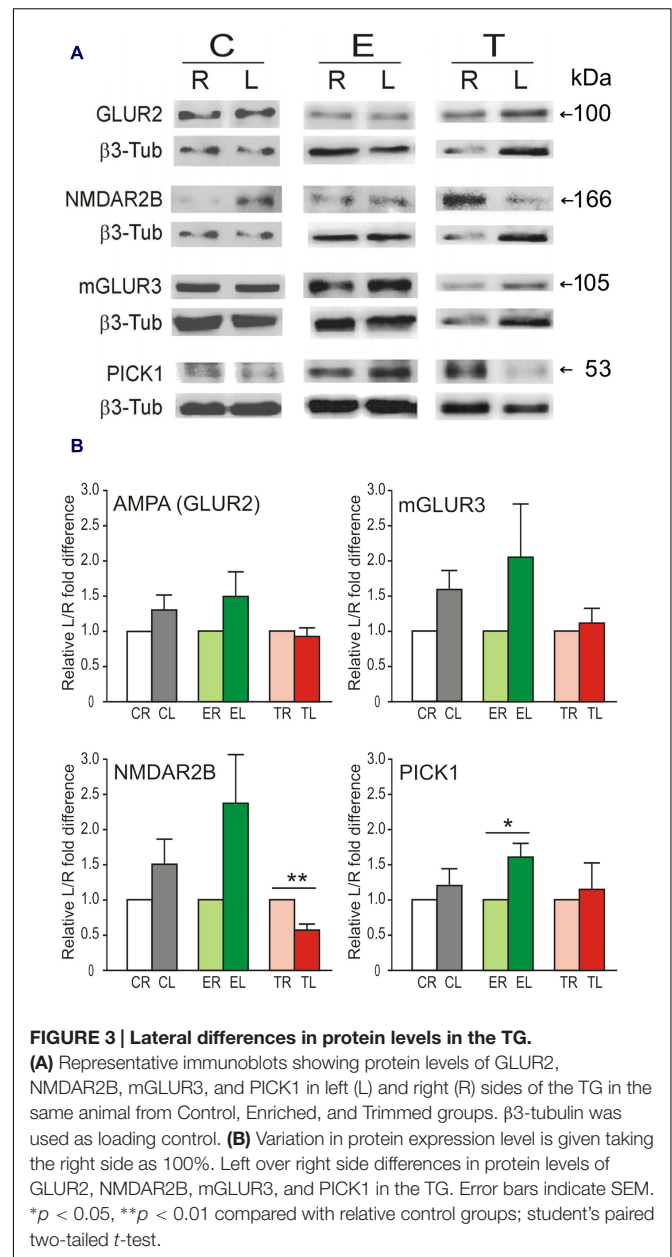 A
C E T
R L R L R L kDa
GLUR2 ←100
β3-Tub
NMDAR2B ←166
β3-Tub
mGLUR3 ←105
β3-Tub
PICK1 ← 53
β3-Tub
B
Relative L/R fold difference
3.0
2.5
2.0
1.5
1.0
0.5
0
AMPA (GLUR2)
CR CL ER EL TR TL
Relative L/R fold difference
3.0
2.5
2.0
1.5
1.0
0.5
0
mGLUR3
CR CL ER EL TR TL
Relative L/R fold difference
3.0
2.5
2.0
1.5
1.0
0.5
0
NMDAR2B
**
CR CL ER EL TR TL
Relative L/R fold difference
3.0
2.5
2.0
1.5
1.0
0.5
0
PICK1
*
CR CL ER EL TR TL
FIGURE 3 | Lateral differences in protein levels in the TG.
(A) Representative immunoblots showing protein levels of GLUR2,
NMDAR2B, mGLUR3, and PICK1 in left (L) and right (R) sides of the TG in the
same animal from Control, Enriched, and Trimmed groups. β3-tubulin was
used as loading control. (B) Variation in protein expression level is given taking
the right side as 100%. Left over right side differences in protein levels of
GLUR2, NMDAR2B, mGLUR3, and PICK1 in the TG. Error bars indicate SEM.
*p < 0.05, **p < 0.01 compared with relative control groups; student's paired
two-tailed t-test.